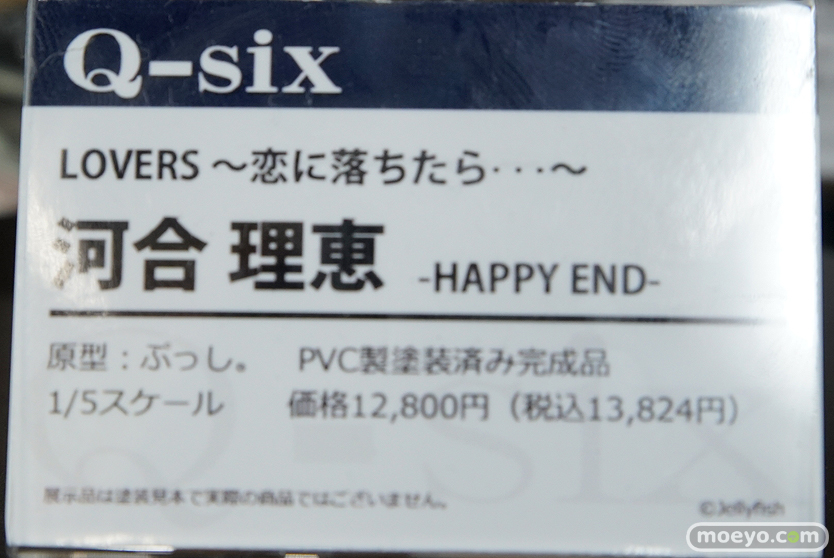 Q-six
LOVERS ～恋に落ちたら・・・～
河合 理恵 -HAPPY END-
原型：ぶっし。 PVC製塗装済み完成品
1/5スケール 価格12,800円（税込13,824円）
展示品は塗装見本で実際の商品ではございません。
©Jellyfish
moeyo.com